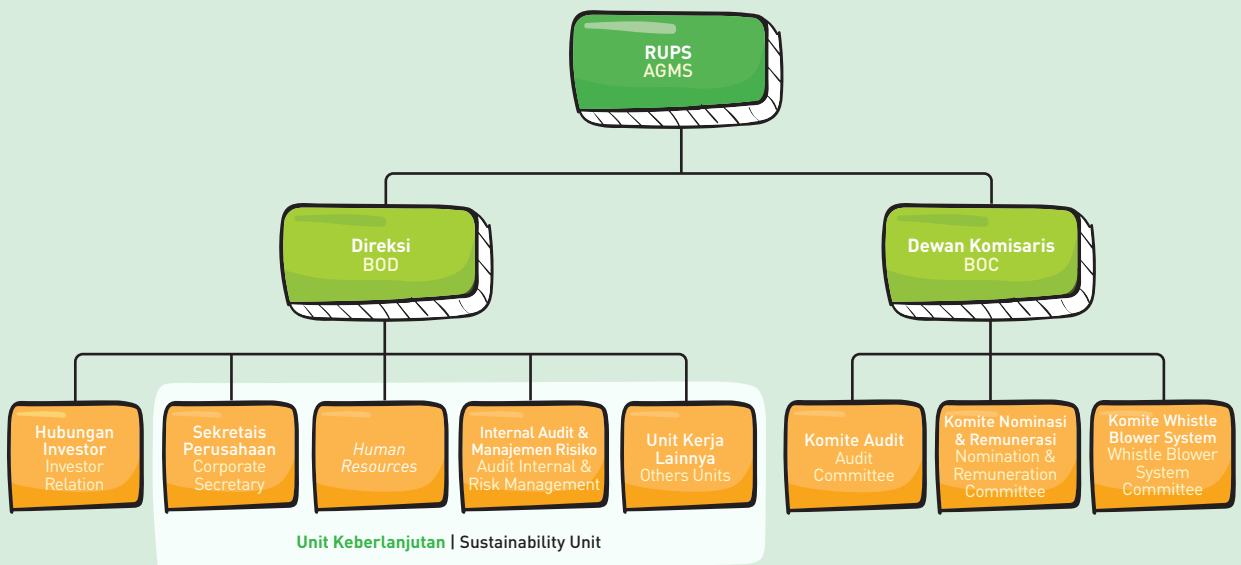 RUPS
AGMS
Direksi
BOD
Dewan Komisaris
BOC
Hubungan
Investor
Investor
Relation
Sekretais
Perusahaan
Corporate
Secretary
Human
Resources
Internal Audit &
Manajemen Risiko
Audit Internal &
Risk Management
Unit Kerja
Lainnya
Others Units
Komite Audit
Audit
Committee
Komite Nominasi
& Remunerasi
Nomination &
Remuneration
Committee
Komite Whistle
Blower System
Whistle Blower
System
Committee
Unit Keberlanjutan | Sustainability Unit